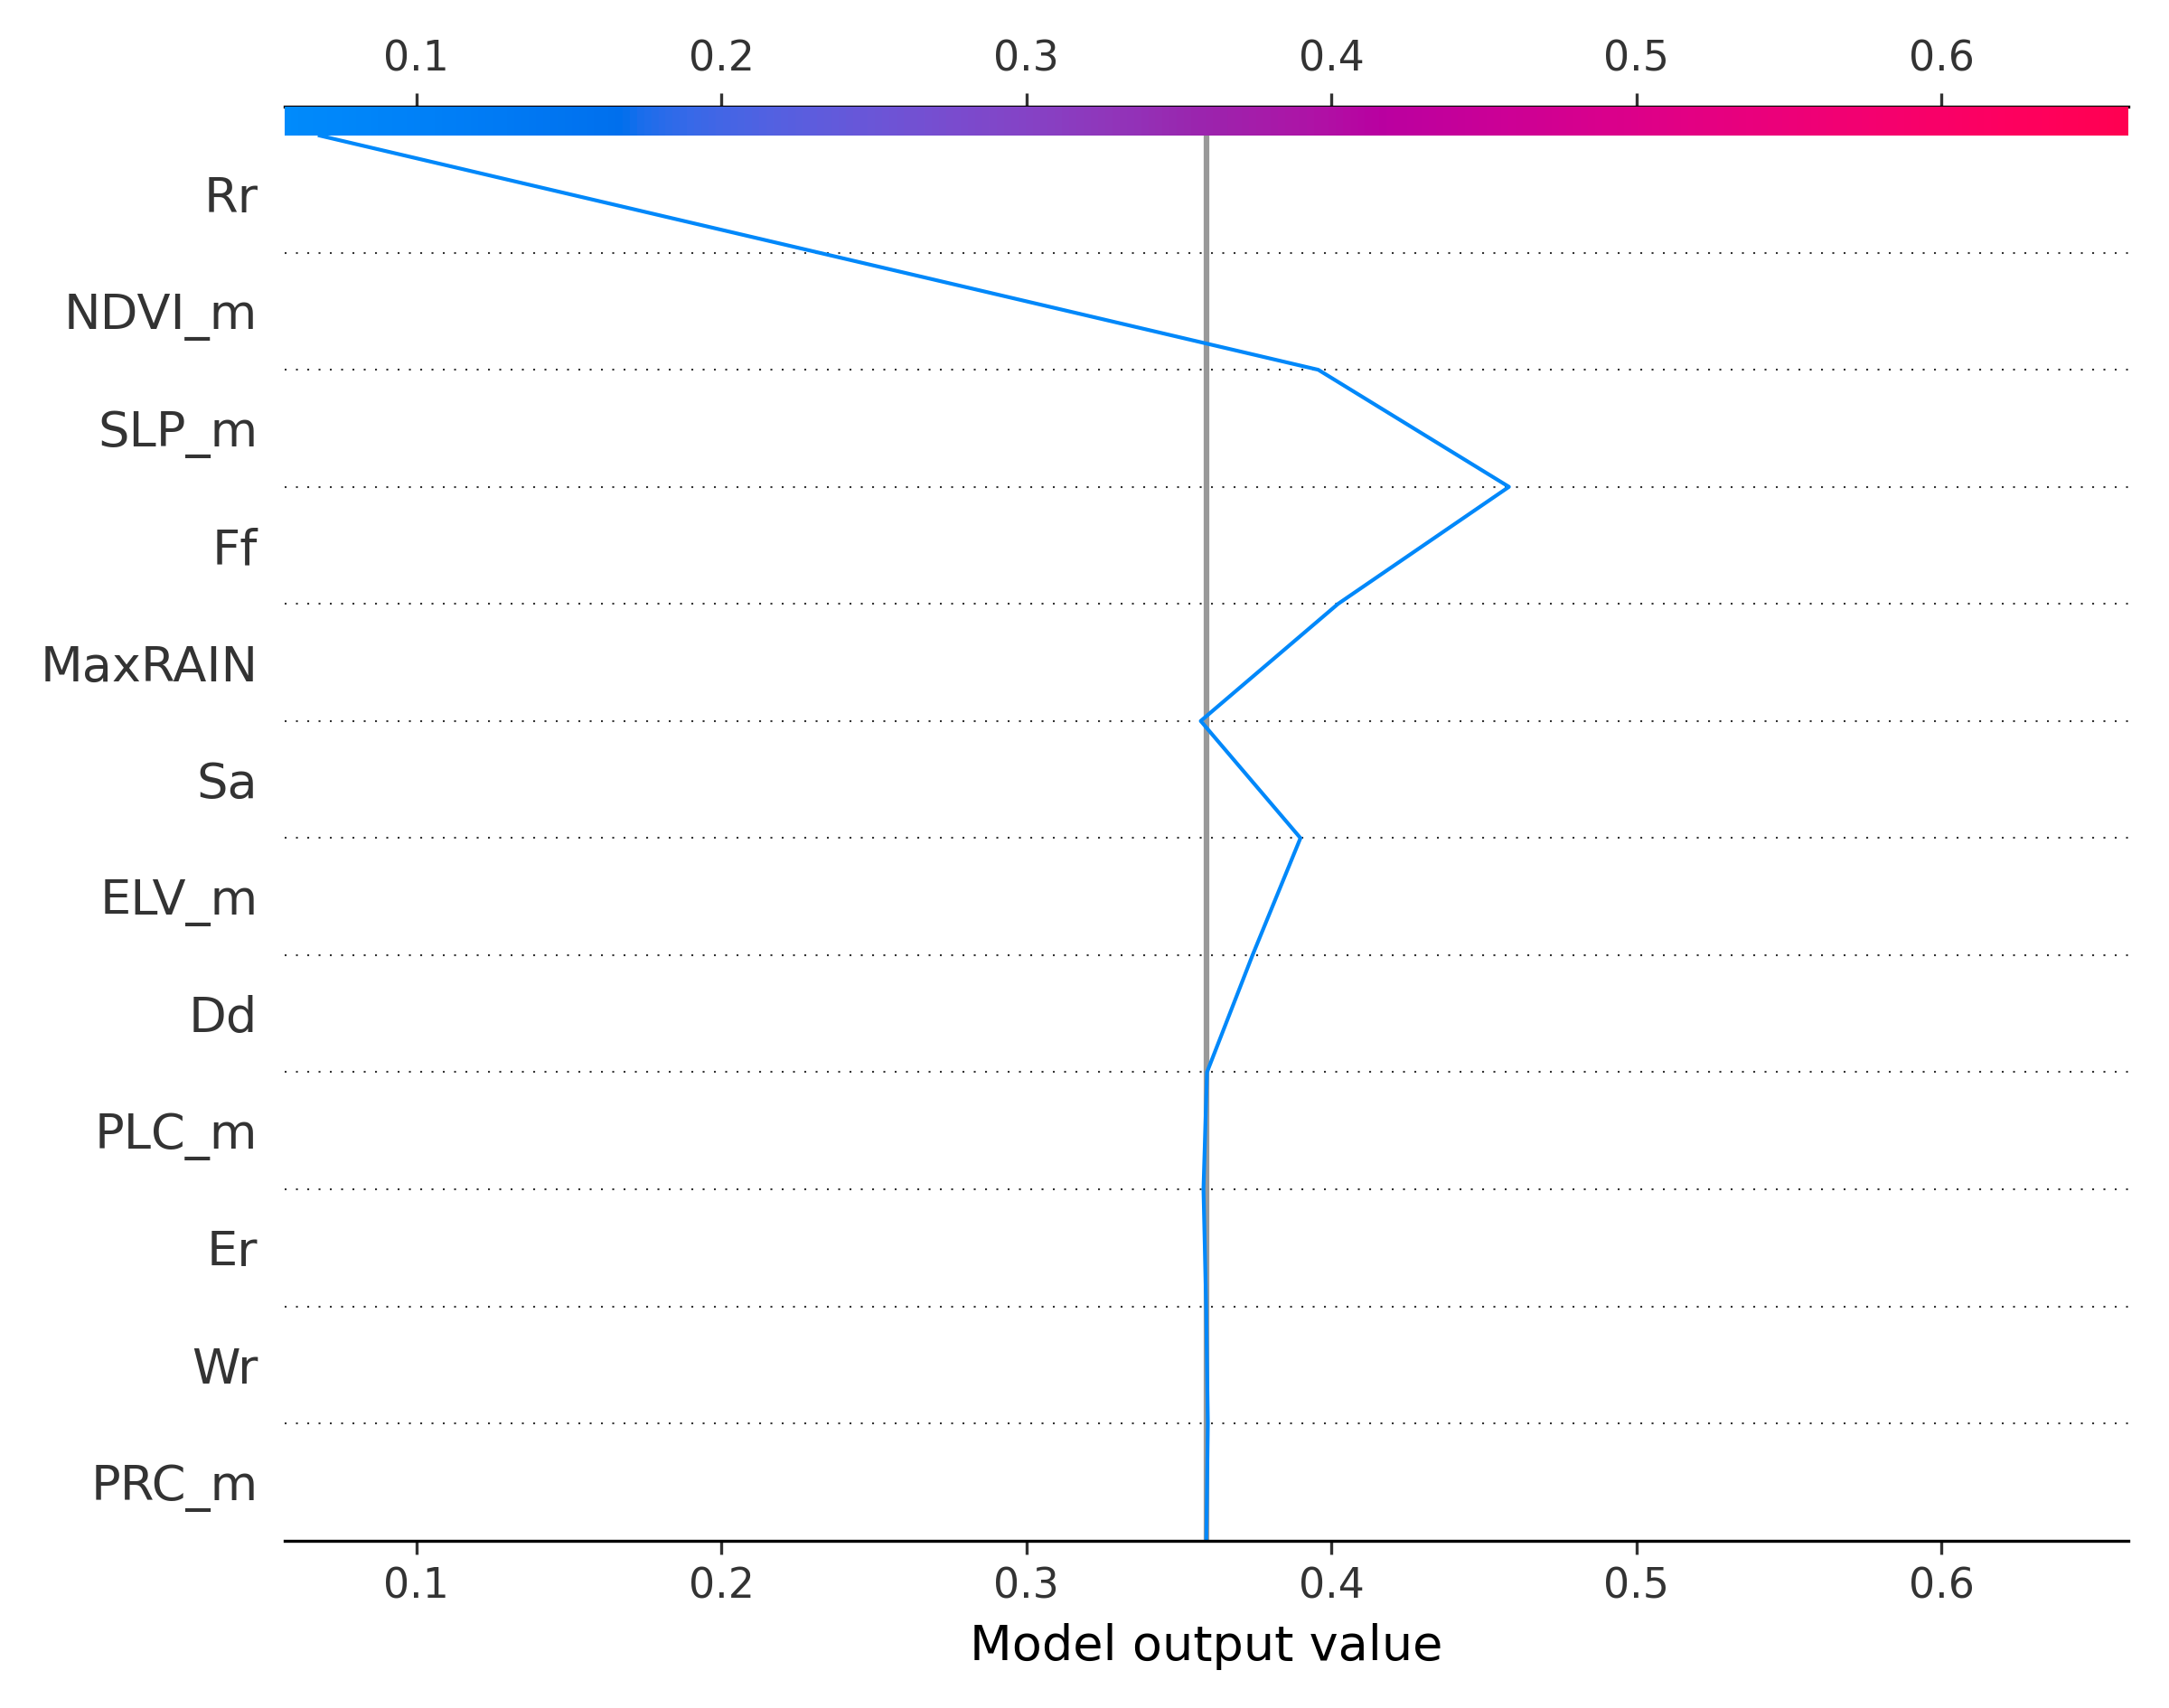 0.1 0.2 0.3 0.4 0.5 0.6
Rr
NDVI_m
SLP_m
Ff
MaxRAIN
Sa
ELV_m
Dd
PLC_m
Er
Wr
PRC_m
0.1 0.2 0.3 0.4 0.5 0.6
Model output value